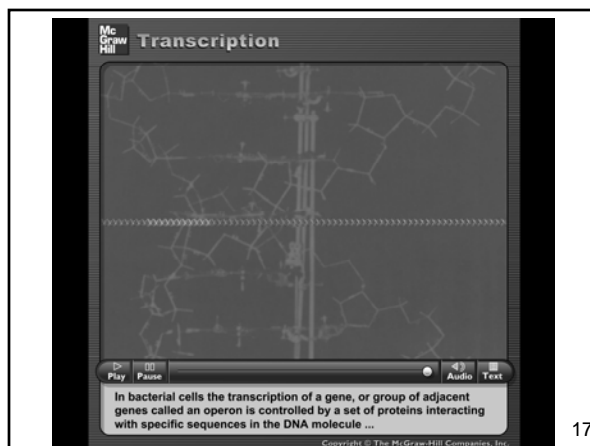 Mc
Graw
Hill
Transcription
Play
Pause
Audio
Text
In bacterial cells the transcription of a gene, or group of adjacent
genes called an operon is controlled by a set of proteins interacting
with specific sequences in the DNA molecule ...
Copyright © The McGraw-Hill Companies, Inc.
17